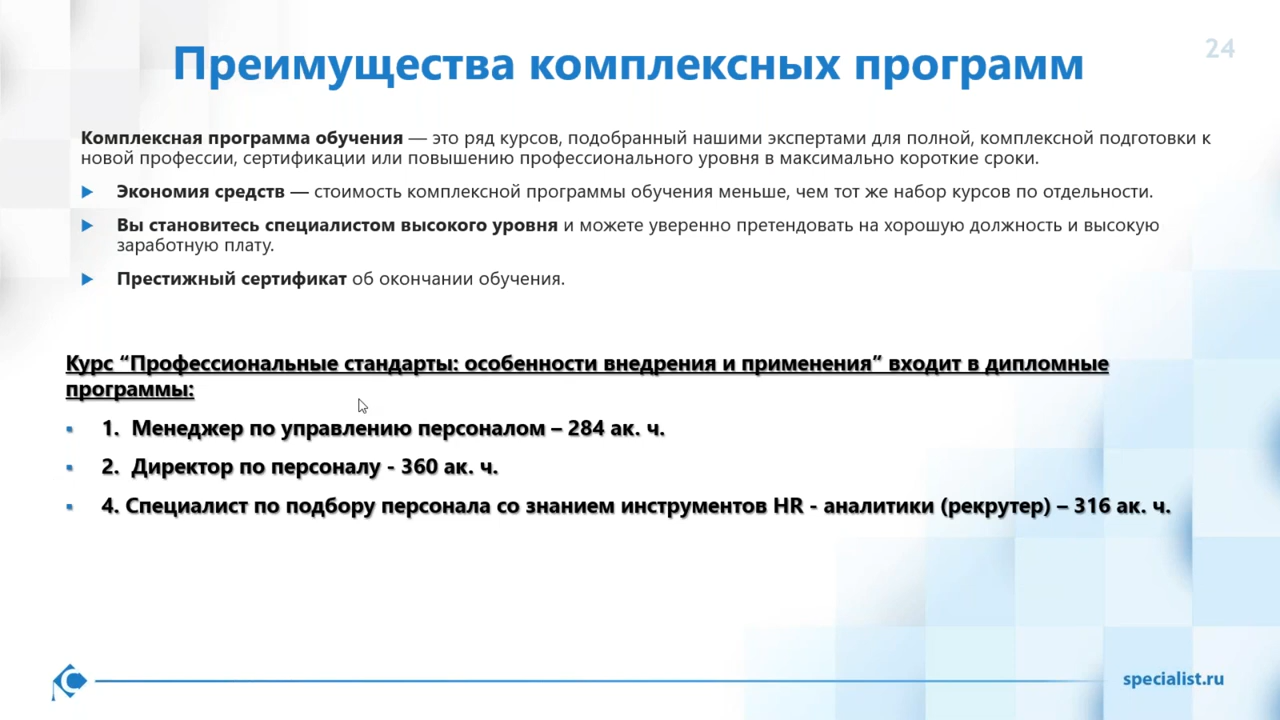 24
Преимущества комплексных программ
Комплексная программа обучения — это ряд курсов, подобранный нашими экспертами для полной, комплексной подготовки к
новой профессии, сертификации или повышению профессионального уровня в максимально короткие сроки.
Экономия средств — стоимость комплексной программы обучения меньше, чем тот же набор курсов по отдельности.
Вы становитесь специалистом высокого уровня и можете уверенно претендовать на хорошую должность и высокую
заработную плату.
Престижный сертификат об окончании обучения.
Курс “Профессиональные стандарты: особенности внедрения и применения” входит в дипломные
программы:
1. Менеджер по управлению персоналом – 284 ак. ч.
2. Директор по персоналу - 360 ак. ч.
4. Специалист по подбору персонала со знанием инструментов HR - аналитики (рекрутер) – 316 ак. ч.
specialist.ru